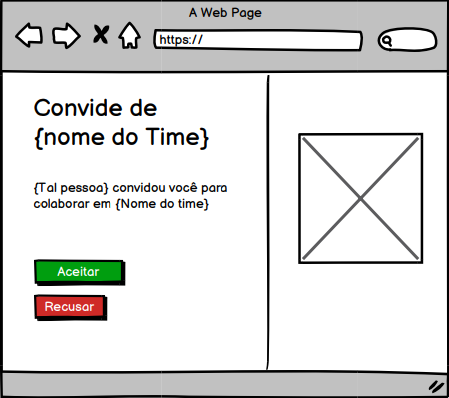 A Web Page
https://
Convide de
{nome do Time}
{Tal pessoa} convidou você para
colaborar em {Nome do time}
Aceitar
Recusar